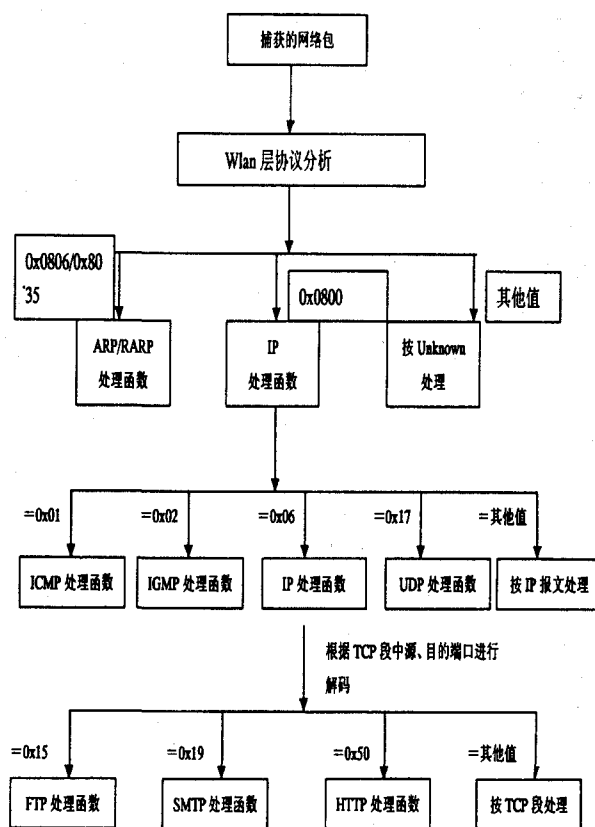 捕获的网络包
Wlan 层协议分析
0x0806/0x80
35
0x0800
其他值
ARP/RARP
处理函数
IP
处理函数
按 Unknown
处理
=0x01
=0x02
=0x06
=0x17
=其他值
ICMP 处理函数
IGMP 处理函数
IP 处理函数
UDP 处理函数
按 IP 报文处理
根据 TCP 段中源、目的端口进行
解码
=0x15
=0x19
=0x50
=其他值
FTP 处理函数
SMTP 处理函数
HTTP 处理函数
按 TCP 段处理